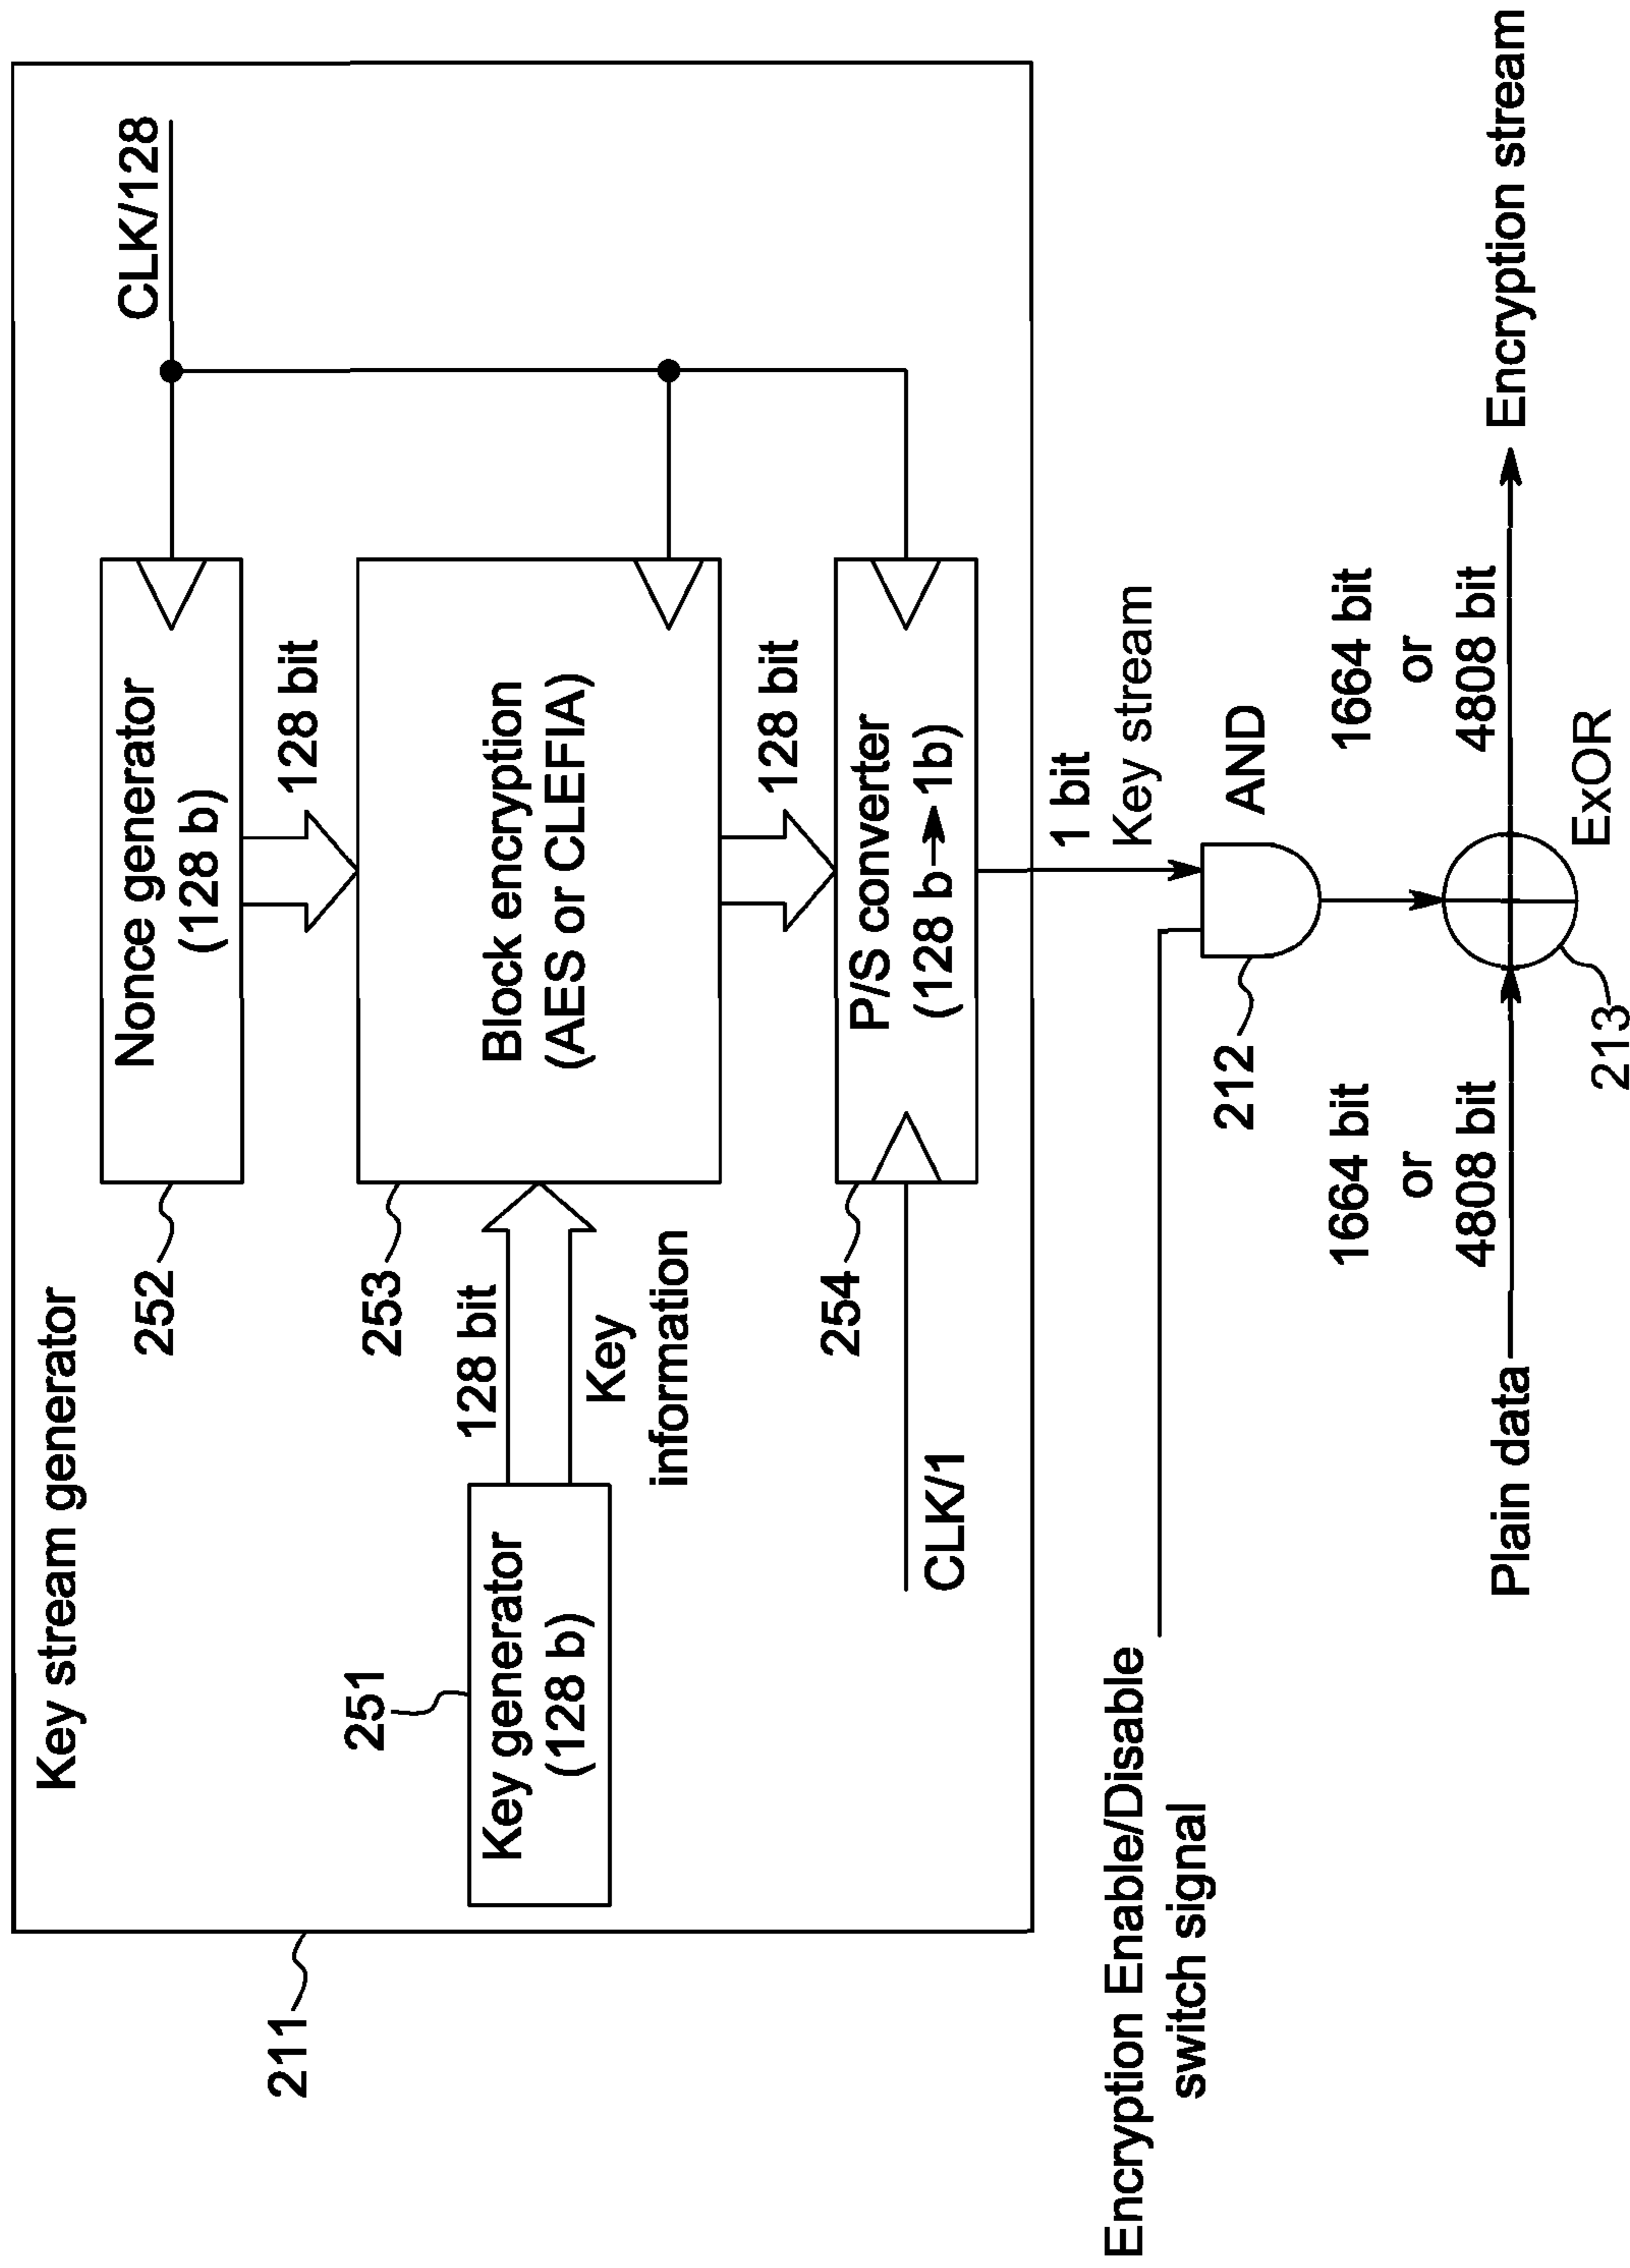 Key stream generator
211
CLK/128
252
Nonce generator
(128 b)
128 bit
251
Key generator
(128 b)
128 bit
Key
information
253
Block encryption
(AES or CLEFIA)
128 bit
254
P/S converter
(128 b → 1b)
CLK/1
1 bit
Key stream
Encryption Enable/Disable
switch signal
212
AND
1664 bit
or
4808 bit
1664 bit
or
4808 bit
Plain data
Encryption stream
213
ExOR